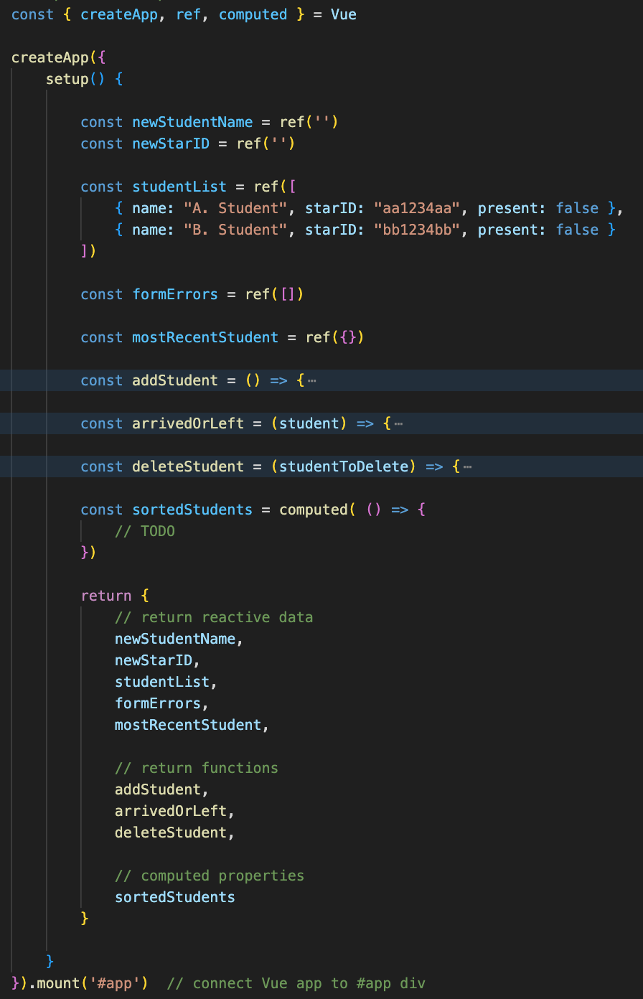 const { createApp, ref, computed } = Vue
createApp({
setup() {
const newStudentName = ref('')
const newStarID = ref('')
const studentList = ref([
{ name: "A. Student", starID: "aa1234aa", present: false },
{ name: "B. Student", starID: "bb1234bb", present: false }
])
const formErrors = ref([])
const mostRecentStudent = ref({})
const addStudent = () => {⋯
const arrivedOrLeft = (student) => {⋯
const deleteStudent = (studentToDelete) => {⋯
const sortedStudents = computed( () => {
// TODO
})
return {
// return reactive data
newStudentName,
newStarID,
studentList,
formErrors,
mostRecentStudent,
// return functions
addStudent,
arrivedOrLeft,
deleteStudent,
// computed properties
sortedStudents
}
}
}).mount('#app')  // connect Vue app to #app div